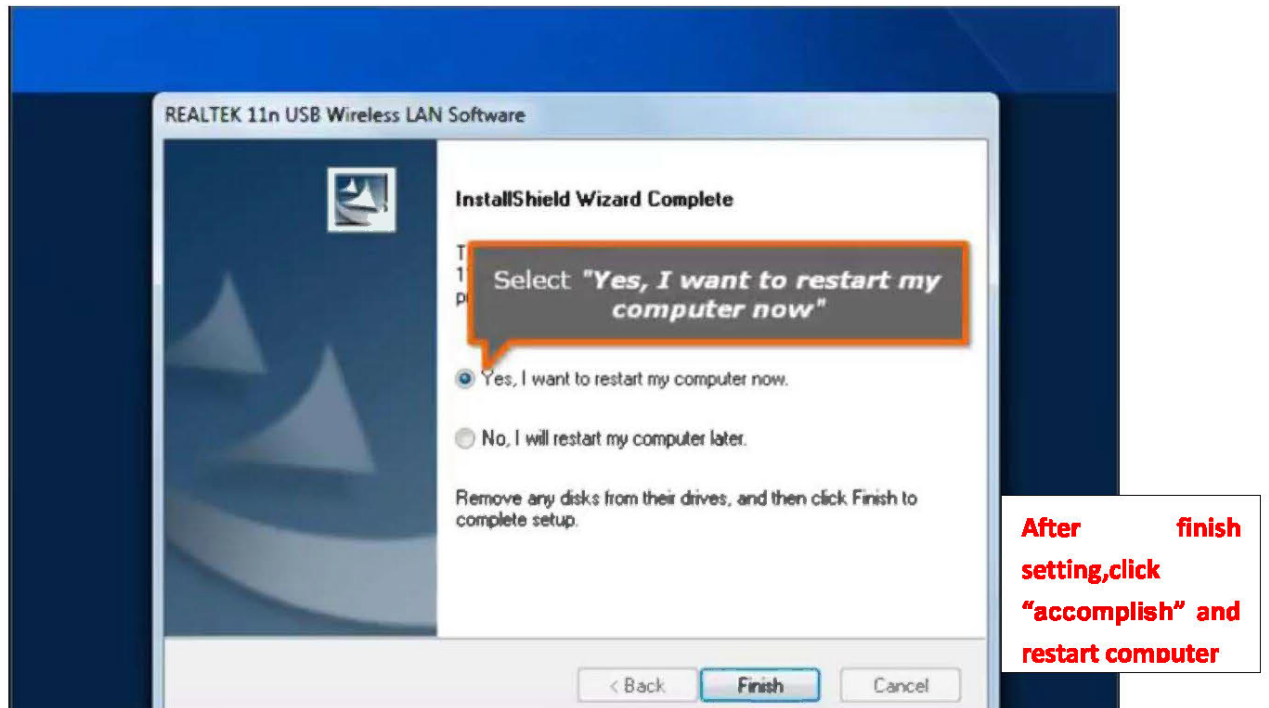 REALTEK 11n USB Wireless LAN Software
InstallShield Wizard Complete
T
1
p
Select "Yes, I want to restart my
computer now"
Yes, I want to restart my computer now.
No, I will restart my computer later.
Remove any disks from their drives, and then click Finish to
complete setup.
< Back
Finish
Cancel
After finish
setting,click
“accomplish” and
restart computer